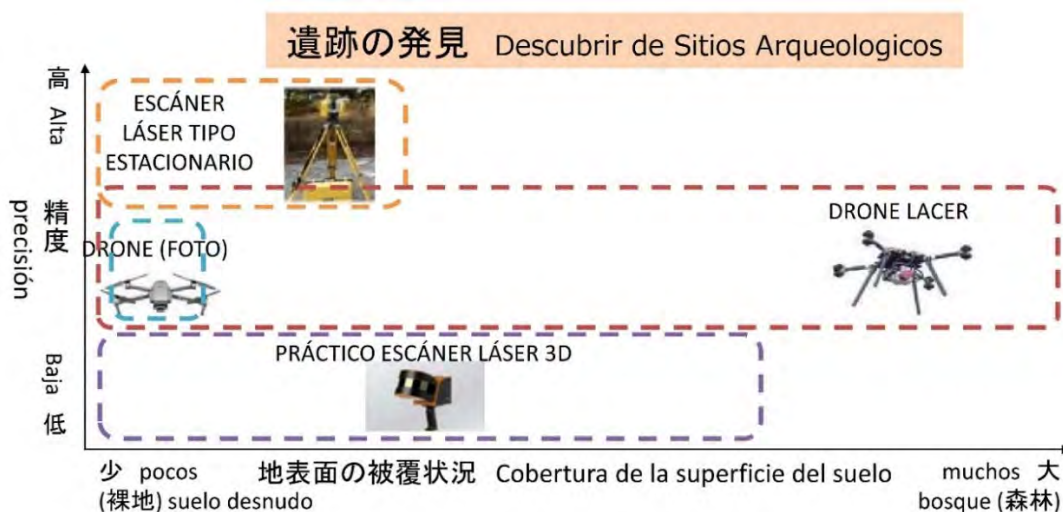 遺跡の発見 Descubrir de Sitios Arqueologicos
高 Alta
精度 precisión
Baja 低
ESCÁNER
LÁSER TIPO
ESTACIONARIO
DRONE (FOTO)
DRONE LACER
PRÁCTICO ESCÁNER LÁSER 3D
少 pocos
(裸地) suelo desnudo
地表面の被覆状況 Cobertura de la superficie del suelo
muchos 大
bosque (森林)